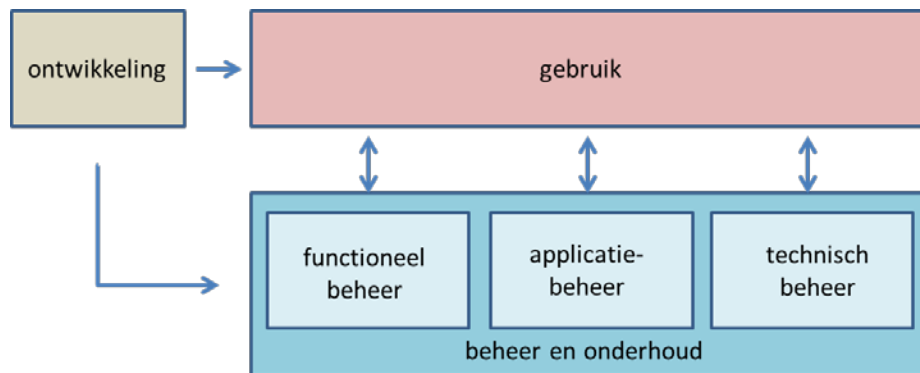 ontwikkeling
gebruik
functioneel
beheer
applicatie-
beheer
technisch
beheer
beheer en onderhoud